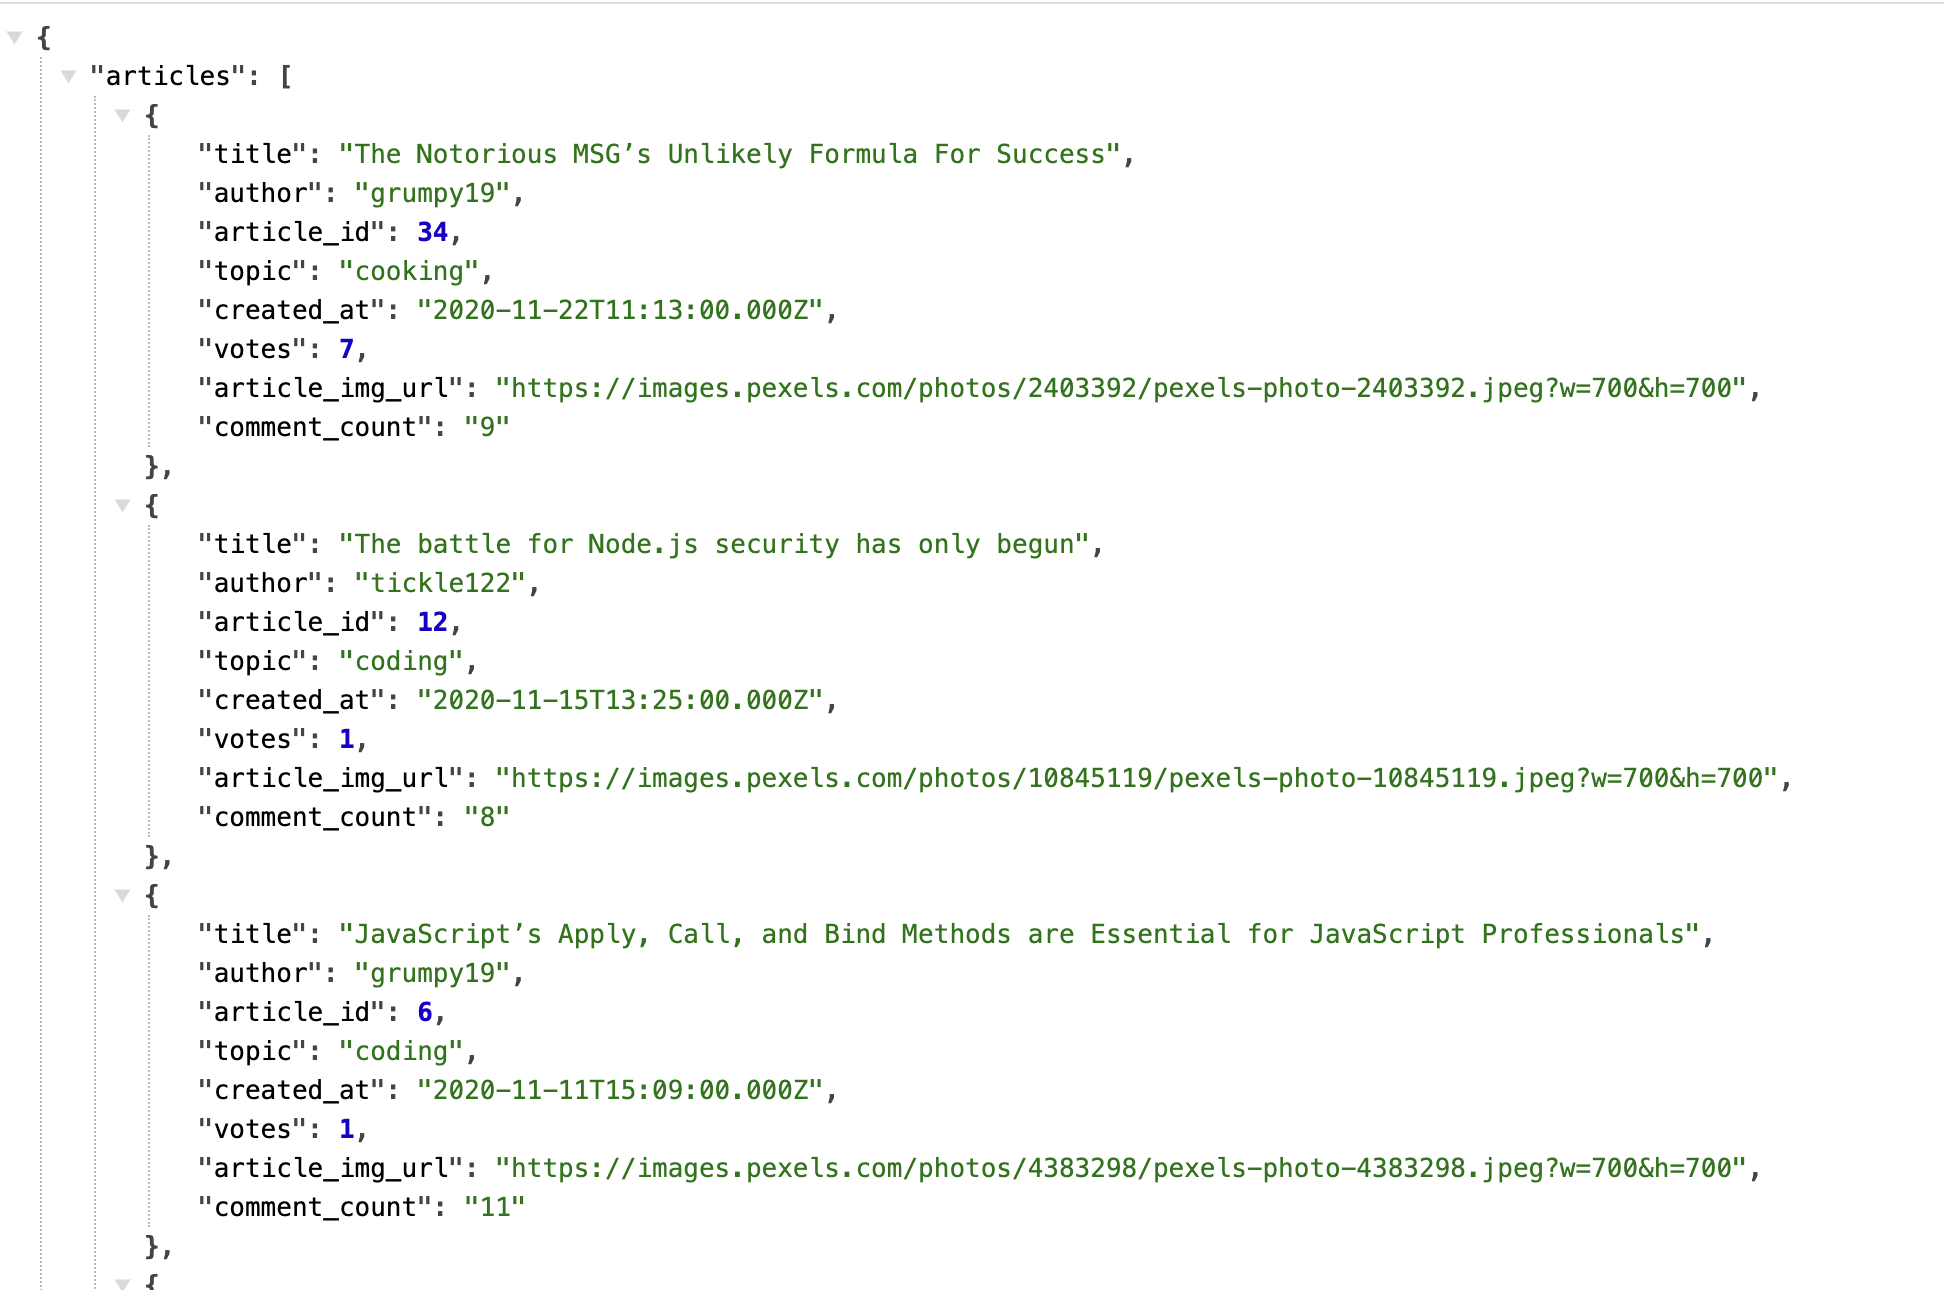 {
"articles": [
{
"title": "The Notorious MSG’s Unlikely Formula For Success",
"author": "grumpy19",
"article_id": 34,
"topic": "cooking",
"created_at": "2020-11-22T11:13:00.000Z",
"votes": 7,
"article_img_url": "https://images.pexels.com/photos/2403392/pexels-photo-2403392.jpeg?w=700&h=700",
"comment_count": "9"
},
{
"title": "The battle for Node.js security has only begun",
"author": "tickle122",
"article_id": 12,
"topic": "coding",
"created_at": "2020-11-15T13:25:00.000Z",
"votes": 1,
"article_img_url": "https://images.pexels.com/photos/10845119/pexels-photo-10845119.jpeg?w=700&h=700",
"comment_count": "8"
},
{
"title": "JavaScript’s Apply, Call, and Bind Methods are Essential for JavaScript Professionals",
"author": "grumpy19",
"article_id": 6,
"topic": "coding",
"created_at": "2020-11-11T15:09:00.000Z",
"votes": 1,
"article_img_url": "https://images.pexels.com/photos/4383298/pexels-photo-4383298.jpeg?w=700&h=700",
"comment_count": "11"
},
{